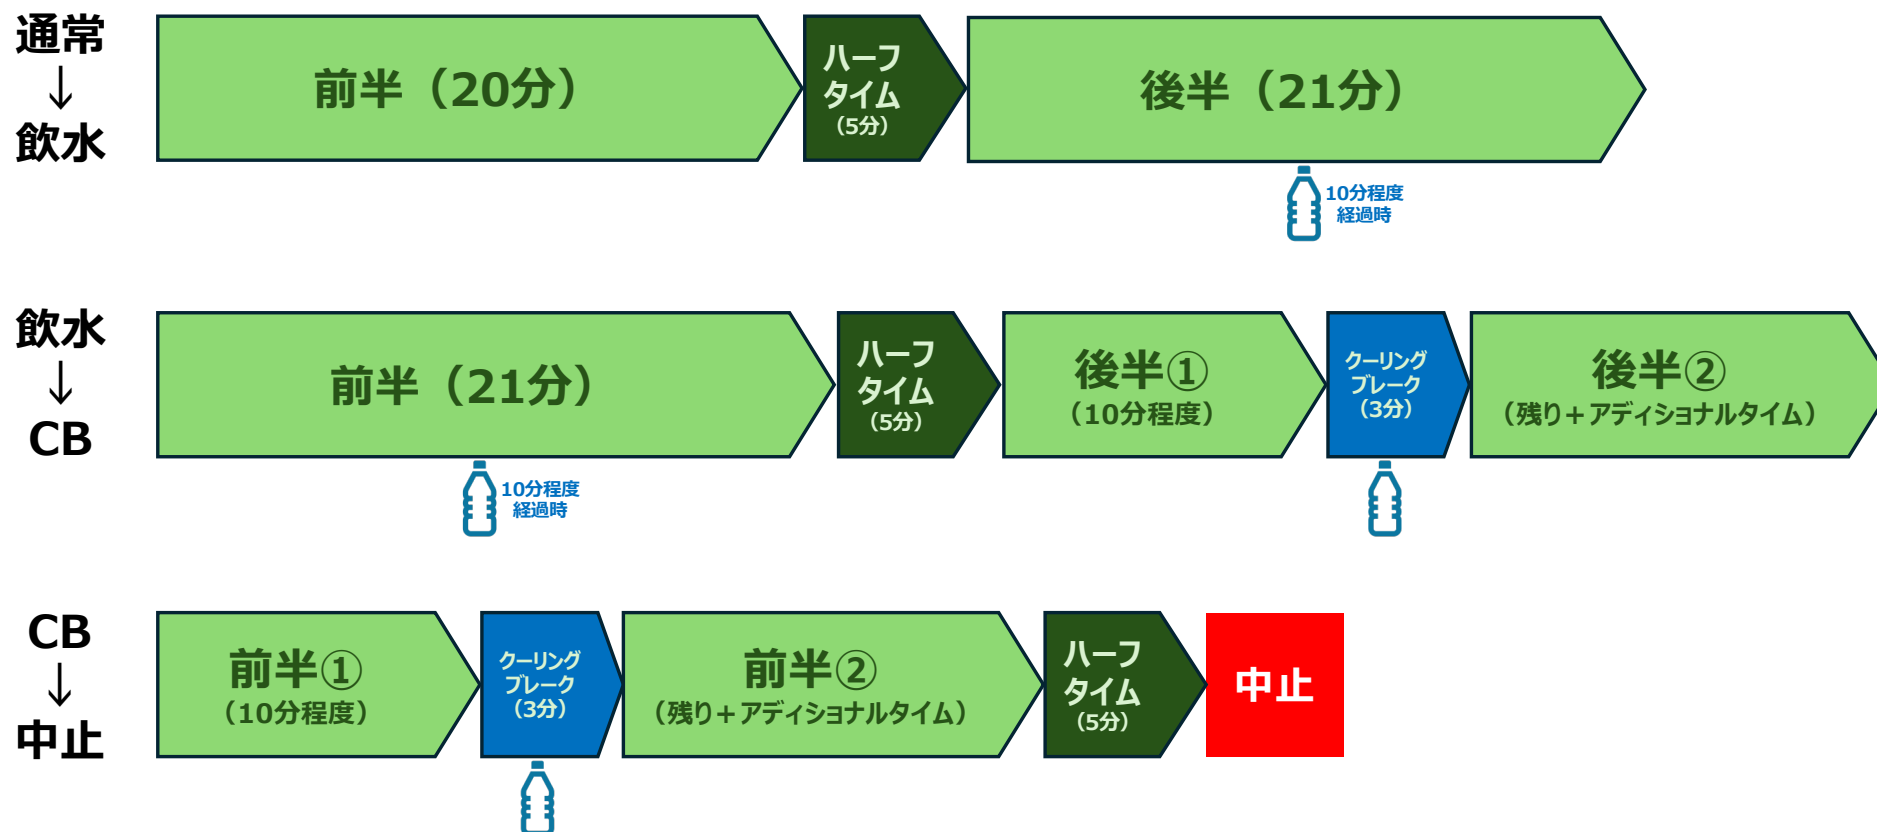 通常
↓
飲水
前半（20分）
ハーフ
タイム
（5分）
後半（21分）
10分程度
経過時
飲水
↓
CB
前半（21分）
10分程度
経過時
ハーフ
タイム
（5分）
後半①
（10分程度）
クーリング
ブレーク
（3分）
後半②
（残り＋アディショナルタイム）
CB
↓
中止
前半①
（10分程度）
クーリング
ブレーク
（3分）
前半②
（残り＋アディショナルタイム）
ハーフ
タイム
（5分）
中止